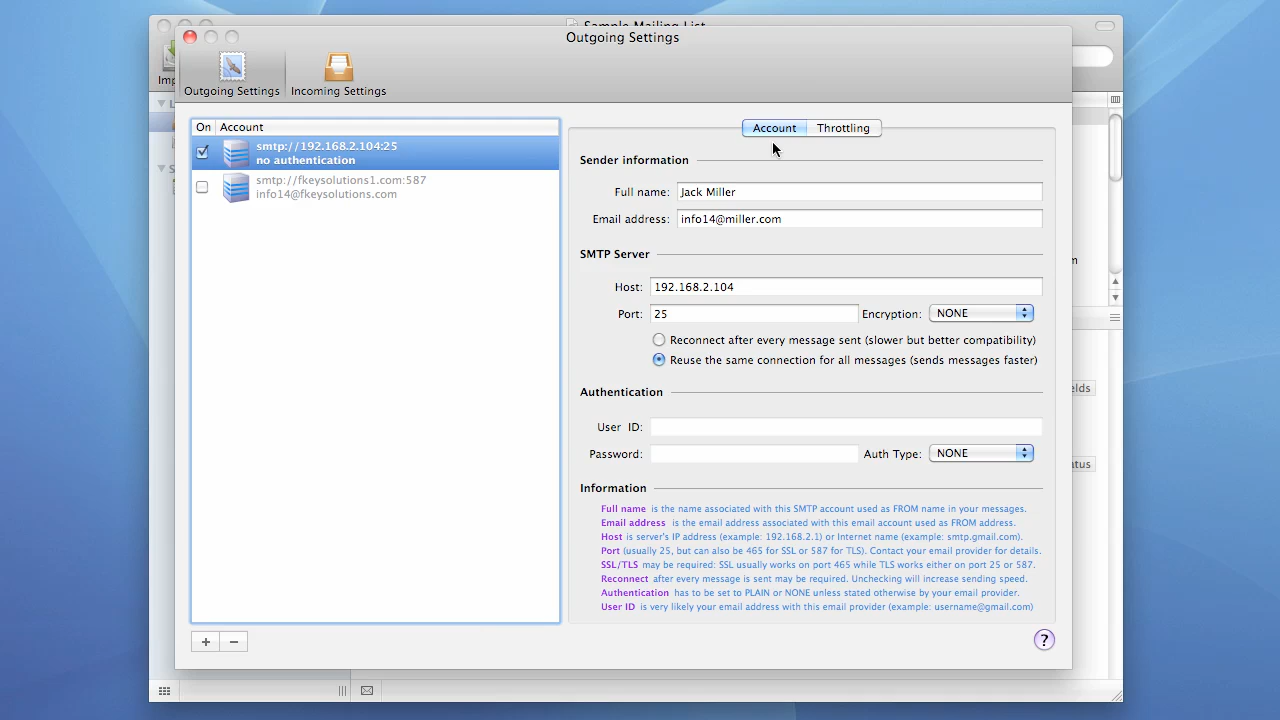 Sample Mailing List
Outgoing Settings
Imp
Outgoing Settings
Incoming Settings
On
Account
smtp://192.168.2.104:25
no authentication
smtp://fkeysolutions1.com:587
info14@fkeysolutions.com
Account
Throttling
Sender information
Full name:
Jack Miller
Email address:
info14@miller.com
SMTP Server
Host:
192.168.2.104
Port:
25
Encryption:
NONE
Reconnect after every message sent (slower but better compatibility)
Reuse the same connection for all messages (sends messages faster)
Authentication
User ID:
Password:
Auth Type:
NONE
Information
Full name is the name associated with this SMTP account used as FROM name in your messages.
Email address is the email address associated with this email account used as FROM address.
Host is server's IP address (example: 192.168.2.1) or Internet name (example: smtp.gmail.com).
Port (usually 25, but can also be 465 for SSL or 587 for TLS). Contact your email provider for details.
SSL/TLS may be required: SSL usually works on port 465 while TLS works either on port 25 or 587.
Reconnect after every message is sent may be required. Unchecking will increase sending speed.
Authentication has to be set to PLAIN or NONE unless stated otherwise by your email provider.
User ID is very likely your email address with this email provider (example: username@gmail.com)
+
−
?
L
S
m
elds
atus